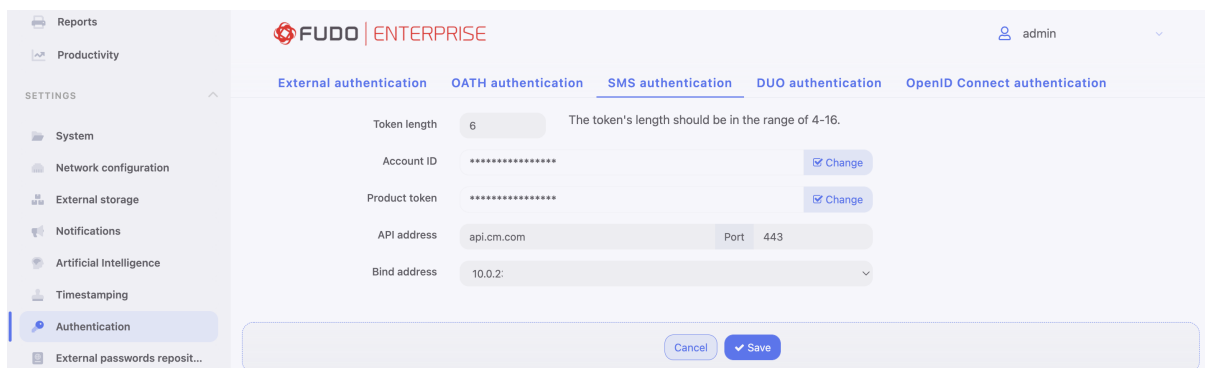 Reports
Productivity
SETTINGS
System
Network configuration
External storage
Notifications
Artificial Intelligence
Timestamping
Authentication
External passwords reposit...
FUDO ENTERPRISE
admin
External authentication OATH authentication SMS authentication DUO authentication OpenID Connect authentication
Token length 6 The token's length should be in the range of 4-16.
Account ID **************** Change
Product token **************** Change
API address api.cm.com Port 443
Bind address 10.0.2:
Cancel Save